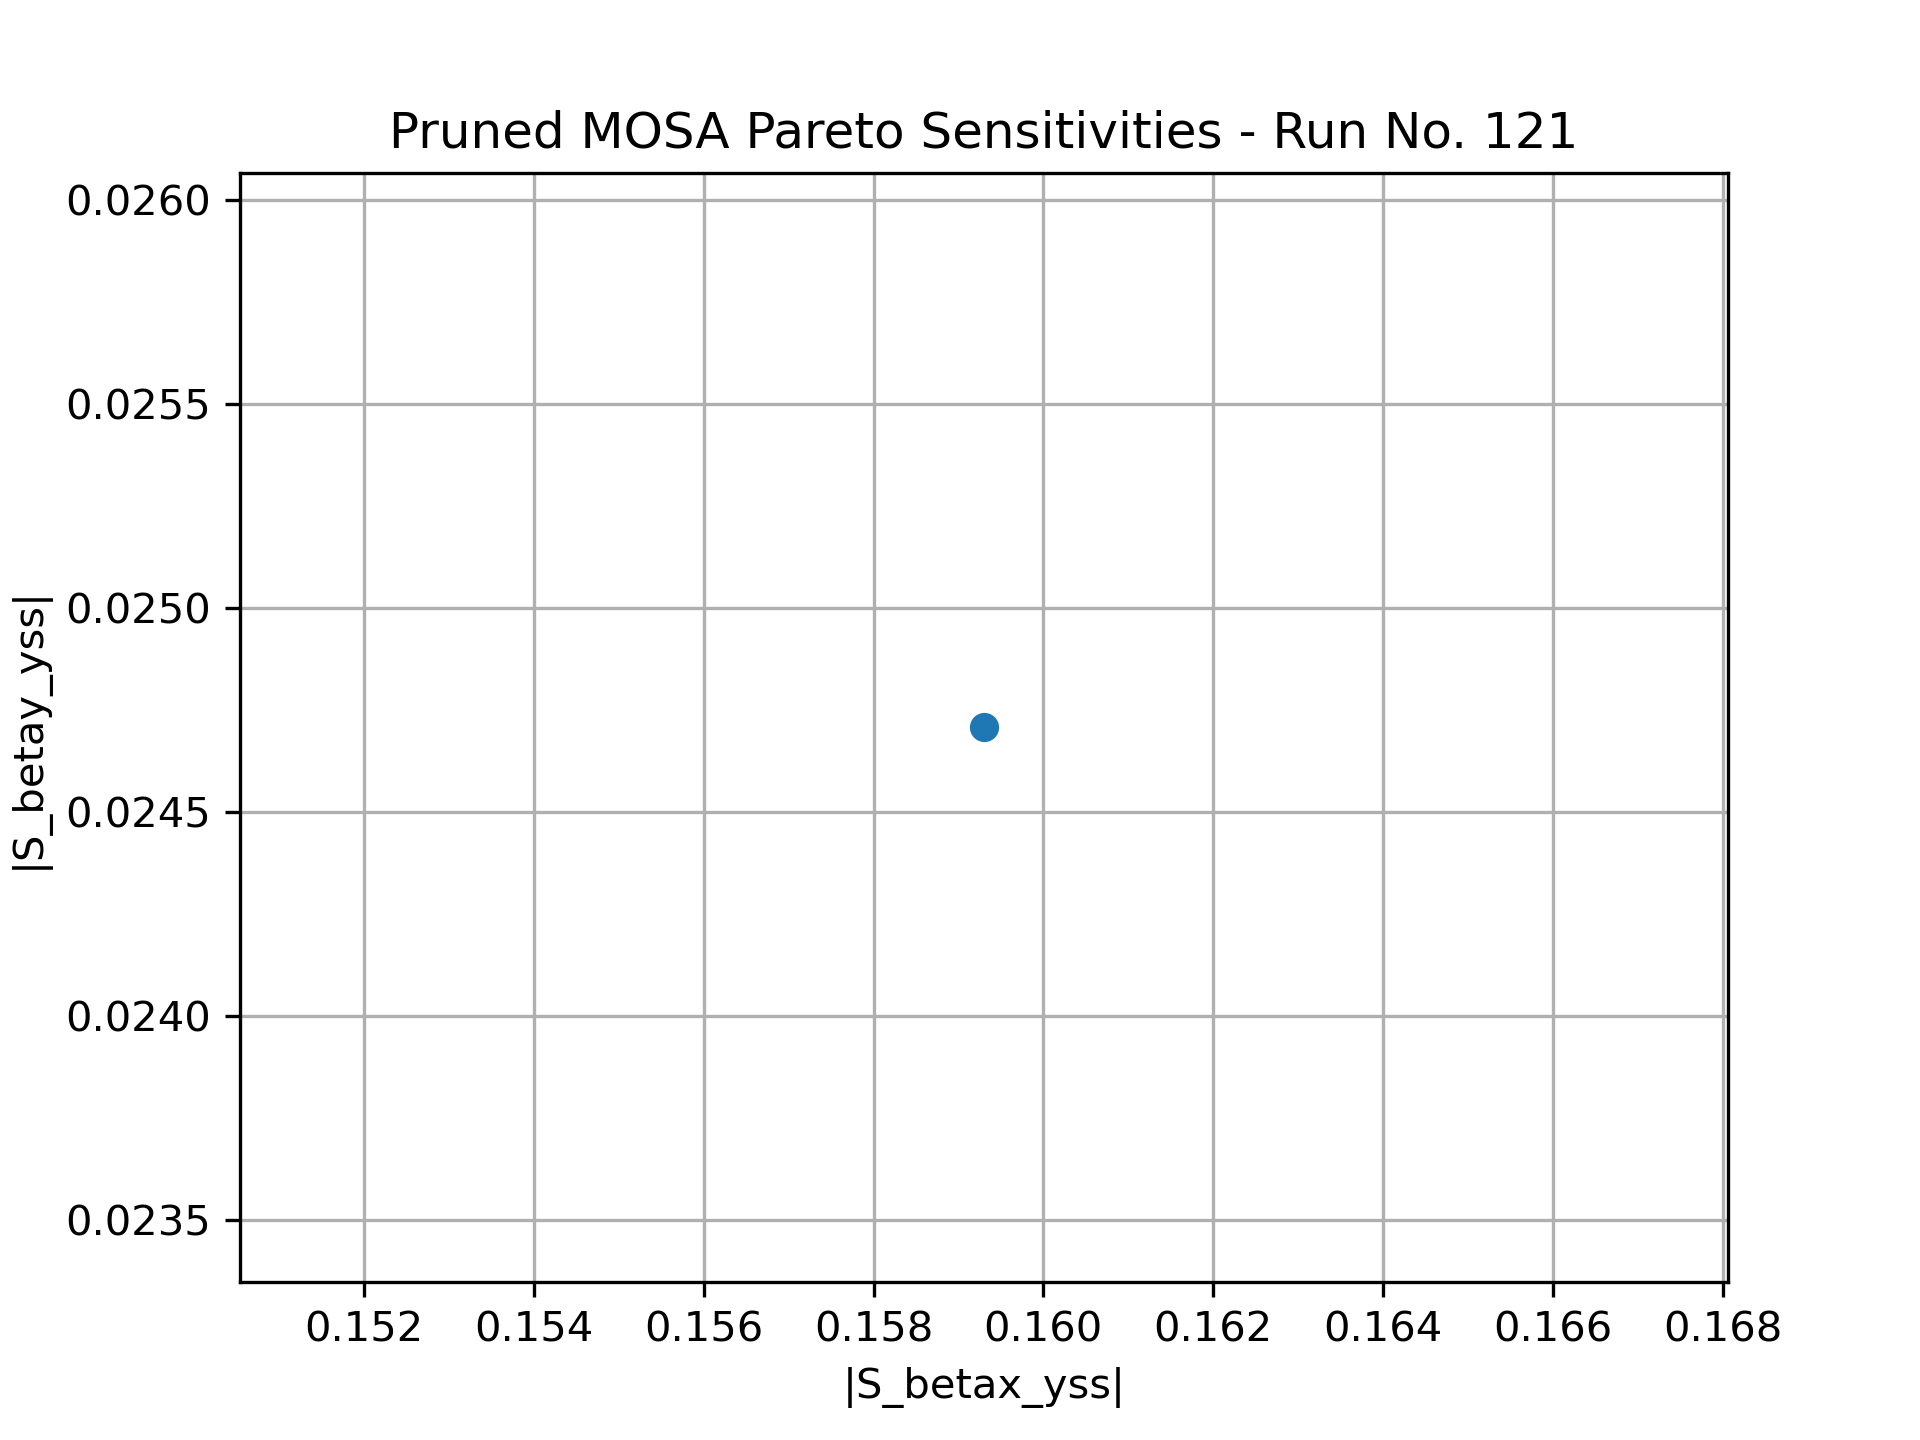 Pruned MOSA Pareto Sensitivities - Run No. 121
0.0260
0.0255
0.0250
0.0245
0.0240
0.0235
|S_betay_yss|
0.152 0.154 0.156 0.158 0.160 0.162 0.164 0.166 0.168
|S_betax_yss|